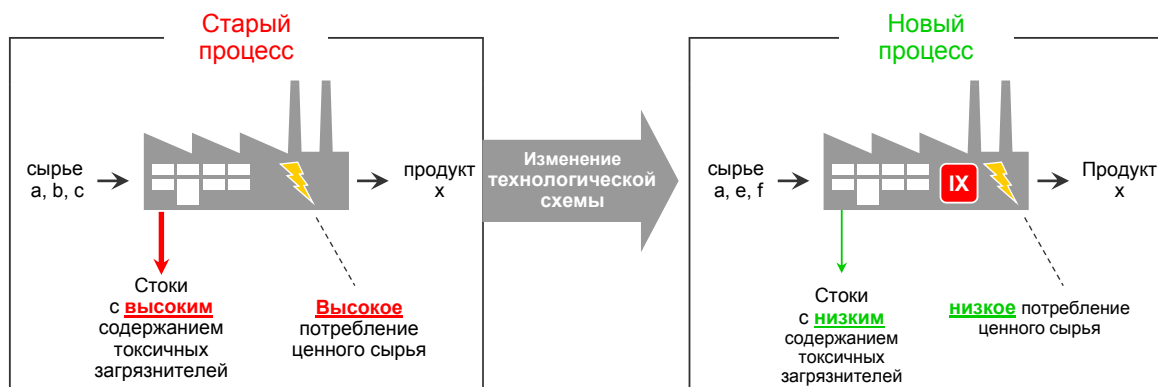 Старый
процесс
сырье
a, b, c
продукт
x
Стоки
с высоким
содержанием
токсичных
загрязнителей
Высокое
потребление
ценного сырья
Изменение
технологической
схемы
Новый
процесс
сырье
a, e, f
IX
Продукт
x
Стоки
с низким
содержанием
токсичных
загрязнителей
низкое потребление
ценного сырья